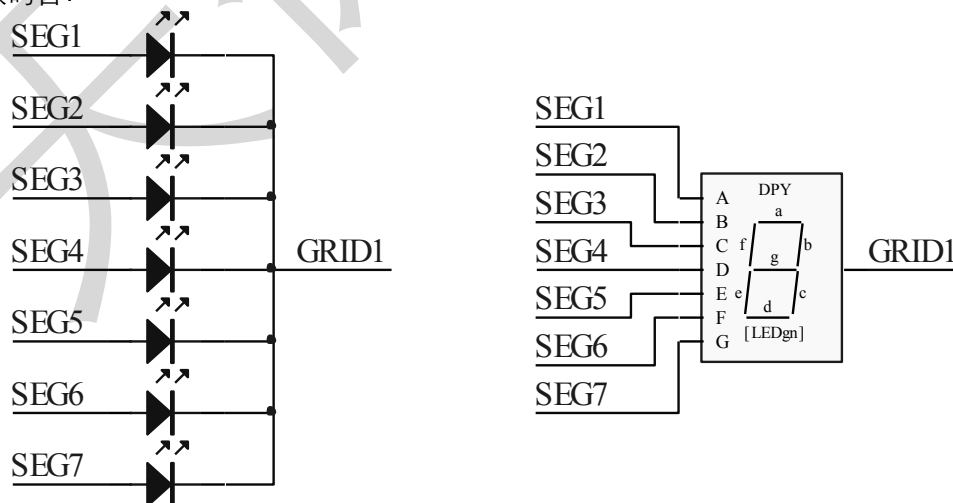 SEG1
SEG2
SEG3
SEG4
SEG5
SEG6
SEG7
GRID1
SEG1
SEG2
SEG3
SEG4
SEG5
SEG6
SEG7
DPY
A
B
C
D
E
F
G
a
f
b
g
e
c
d
[LEDgn]
GRID1